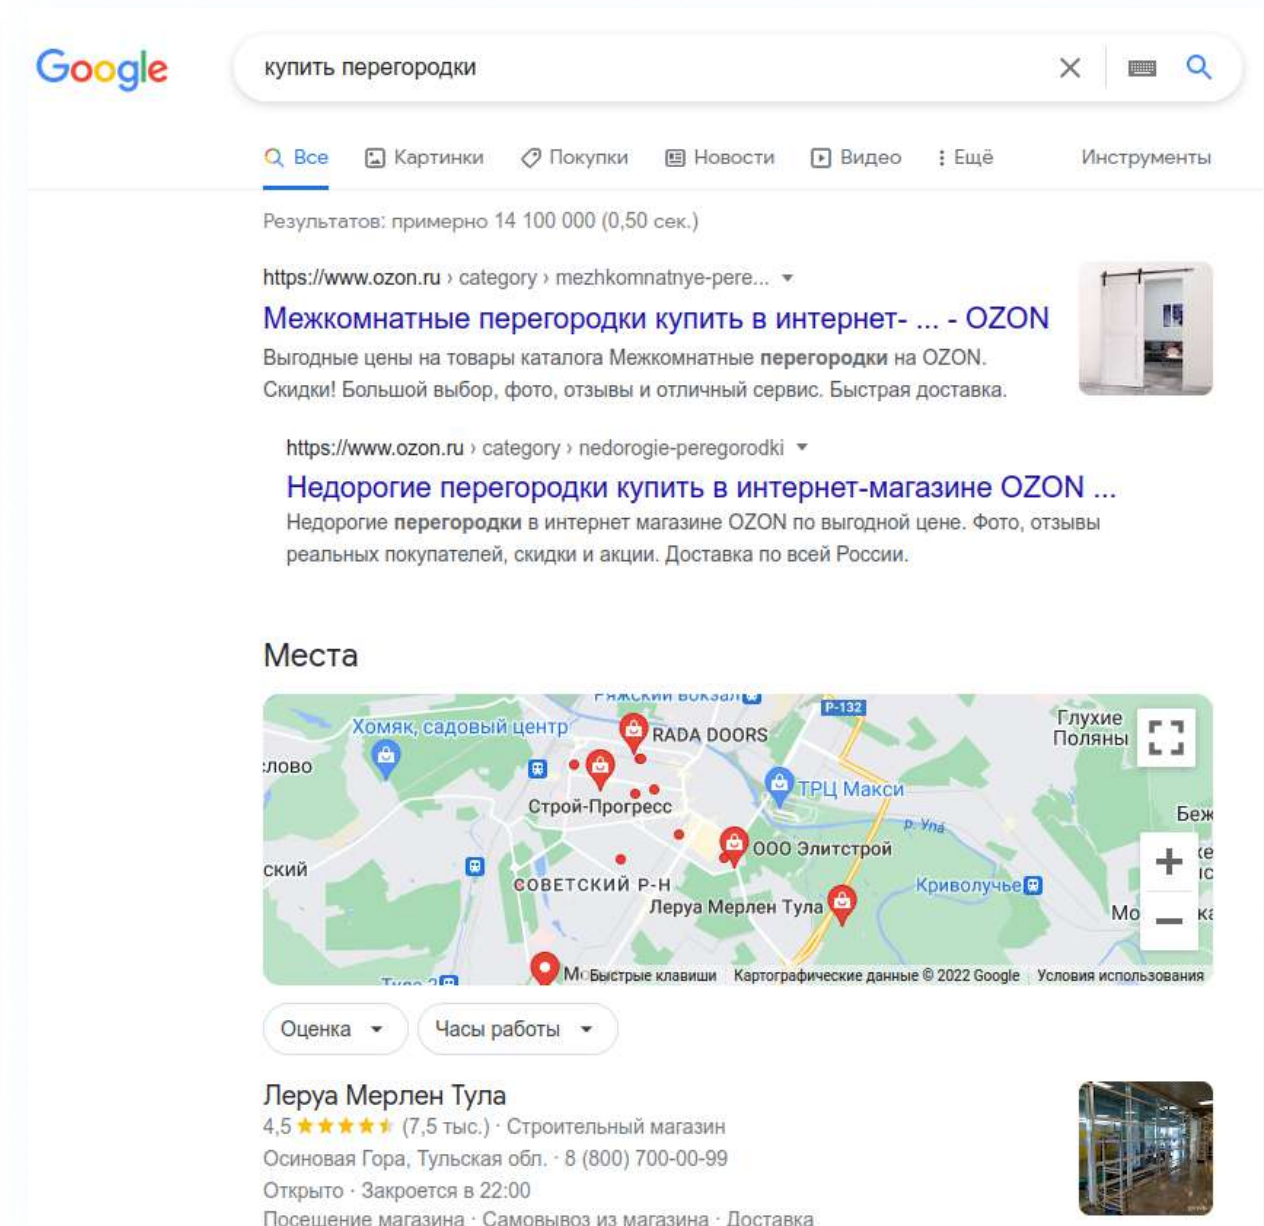 Google
купить перегородки
Все Картинки Покупки Новости Видео Ещё Инструменты
Результатов: примерно 14 100 000 (0,50 сек.)
https://www.ozon.ru › category › mezhkomnatnye-pere...
Межкомнатные перегородки купить в интернет- ... - OZON
Выгодные цены на товары каталога Межкомнатные перегородки на OZON.
Скидки! Большой выбор, фото, отзывы и отличный сервис. Быстрая доставка.
https://www.ozon.ru › category › nedorogie-peregorodki
Недорогие перегородки купить в интернет-магазине OZON ...
Недорогие перегородки в интернет магазине OZON по выгодной цене. Фото, отзывы
реальных покупателей, скидки и акции. Доставка по всей России.
Места
Ряжский вокзал
Р-132
Хомяк, садовый центр
RADA DOORS
Глухие
Поляны
:лово
ТРЦ Макси
Строй-Прогресс
Беж
р. Упа
ООО Элитстрой
ский
СОВЕТСКИЙ Р-Н
Криволучье
Леруа Мерлен Тула
Мо
Быстрые клавиши Картографические данные © 2022 Google Условия использования
Оценка Часы работы
Леруа Мерлен Тула
4,5 (7,5 тыс.) · Строительный магазин
Осиновая Гора, Тульская обл. · 8 (800) 700-00-99
Открыто · Закроется в 22:00
Посещение магазина · Самовывоз из магазина · Доставка